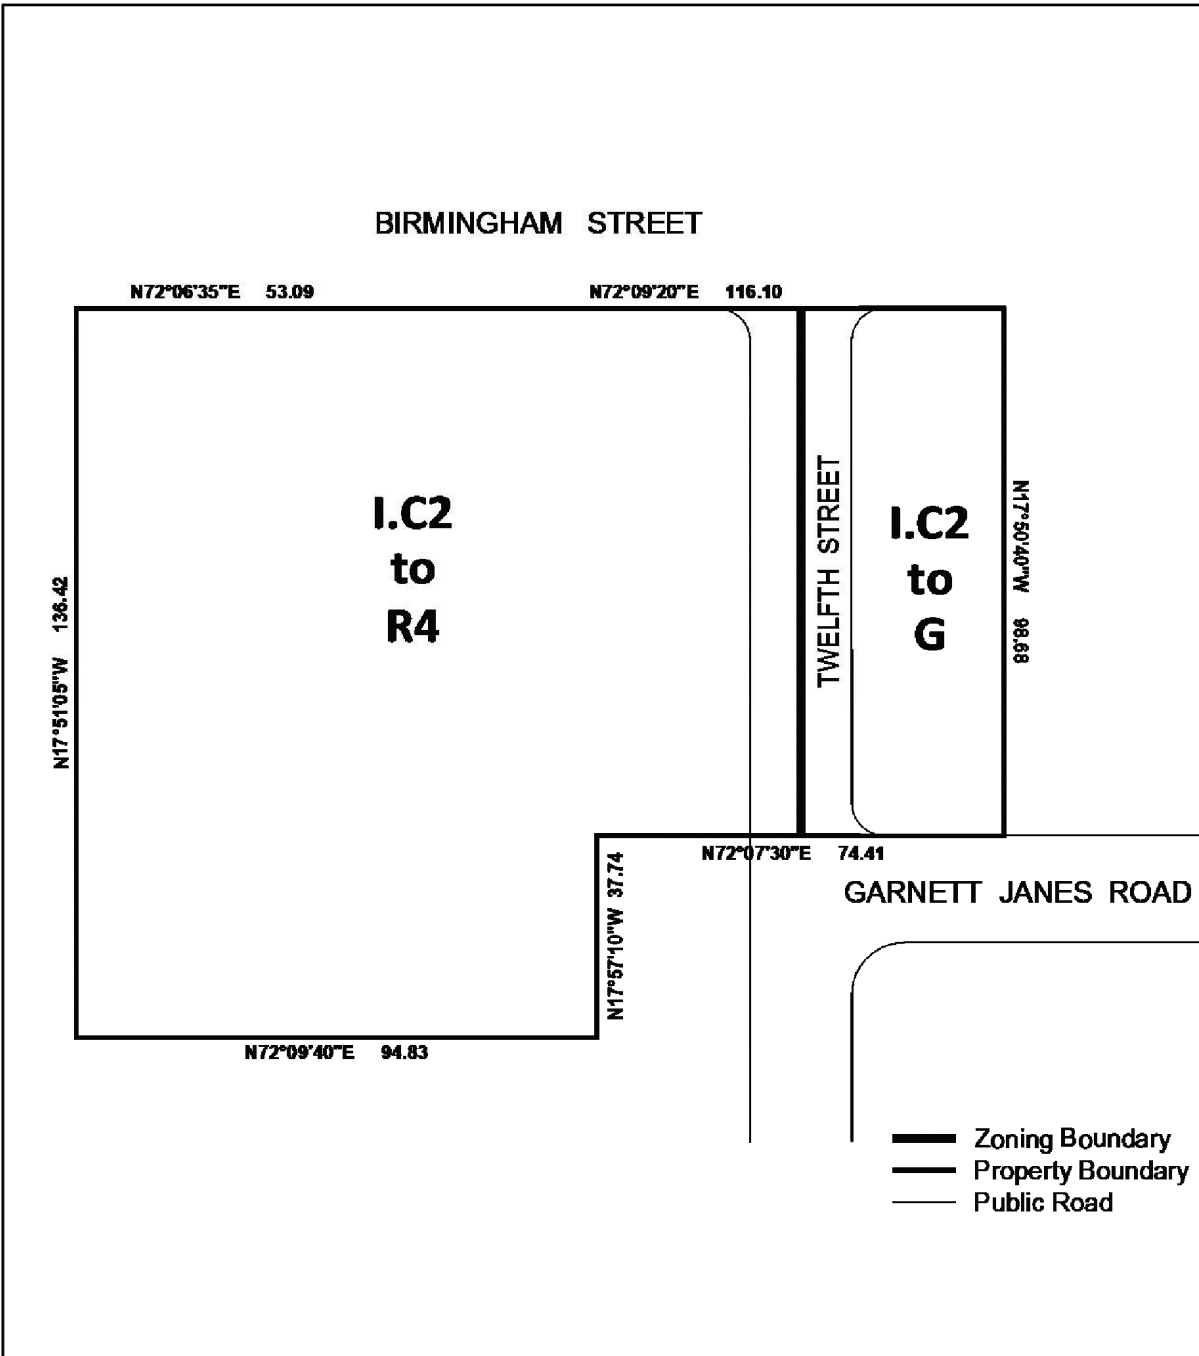 BIRMINGHAM STREET
N72°06'35"E 53.09
N72°09'20"E 116.10
I.C2
to
R4
TWELFTH STREET
I.C2
to
G
N17°50'40"W 98.68
N17°51'05"W 136.42
N72°07'30"E 74.41
N17°57'10"W 37.74
GARNETT JANES ROAD
N72°09'40"E 94.83
Zoning Boundary
Property Boundary
Public Road